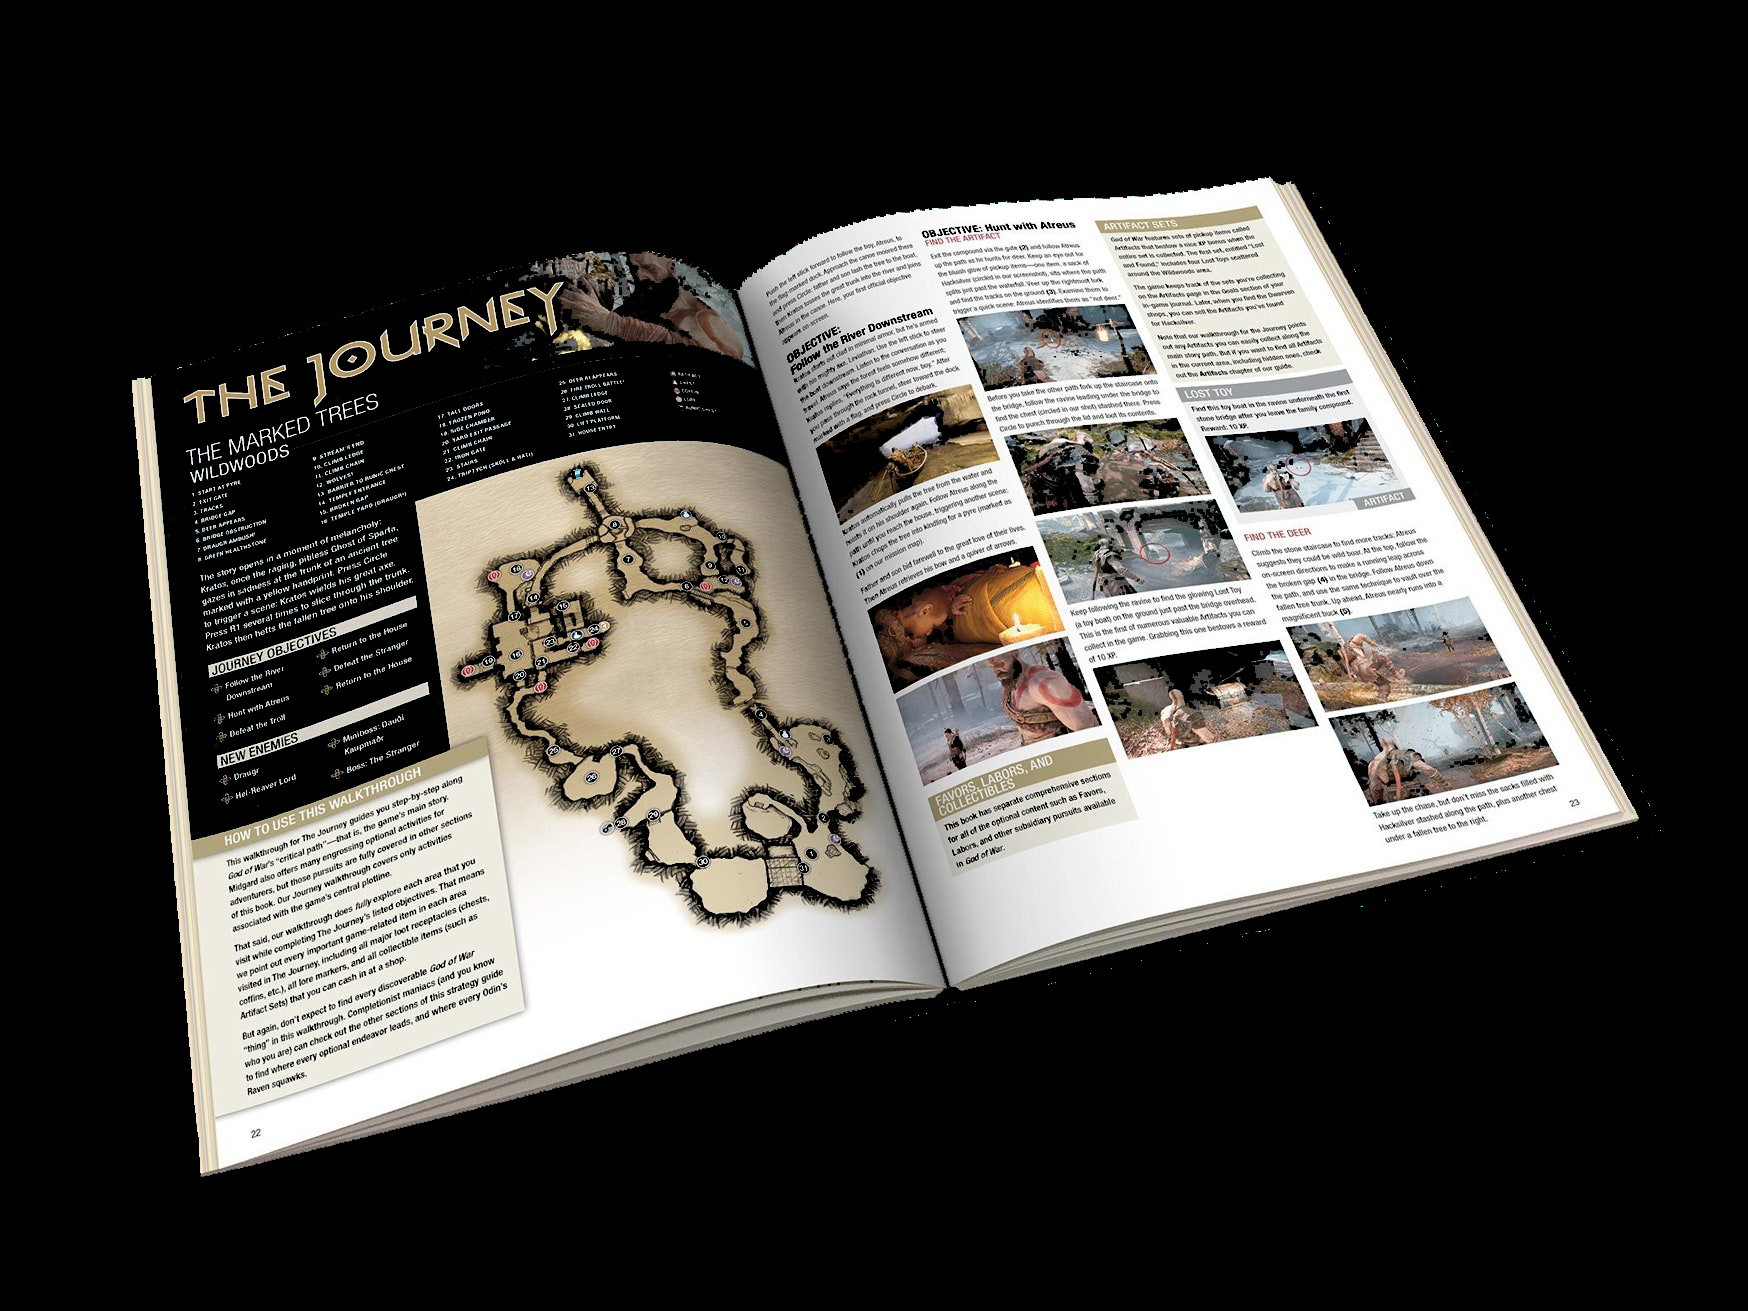 THE JOURNEY
THE MARKED TREES
WILDWOODS
1 START AT PYRE
2 EXIT GATE
3. TRACKS
4 BRIDGE GAP
5 DEER APPEARS
6 BRIDGE OBSTRUCTION
7 DRAUGR AMBUSH!
8 GREEN HEALTHSTONE
9 STREAM'S END
10. CLIMB LEDGE
11. CLIMB CHAIN
12. WOLVES!
13 BARRIER TO RUNIC CHEST
14 TEMPLE ENTRANCE
15. BROKEN GAP
16 TEMPLE YARD (DRAUGR!)
17. TALL DOORS
18. FROZEN POND
19. SIDE CHAMBER
20 YARD EXIT PASSAGE
21 CLIMB CHAIN
22. IRON GATE
23 STAIRS
24. TRIPTYCH (SKÖLL & HATI)
25 DEER REAPPEARS
26 FIRE TROLL BATTLE!
27. CLIMB LEDGE
28 SEALED DOOR
29 CLIMB WALL
30 LIFT PLATFORM
31. HOUSE ENTRY
ARTIFACT
CHEST
COFFIN
LORE
RUNIC CHEST
The story opens in a moment of melancholy:
Kratos, once the raging, pitiless Ghost of Sparta,
gazes in sadness at the trunk of an ancient tree
marked with a yellow handprint. Press Circle
to trigger a scene: Kratos wields his great axe.
Press R1 several times to slice through the trunk.
Kratos then hefts the fallen tree onto his shoulder.
JOURNEY OBJECTIVES
Follow the River
Downstream
Hunt with Atreus
Defeat the Troll
Return to the House
Defeat the Stranger
Return to the House
NEW ENEMIES
Draugr
Hel-Reaver Lord
Miniboss: Dauði
Kaupmaðr
Boss: The Stranger
HOW TO USE THIS WALKTHROUGH
This walkthrough for The Journey guides you step-by-step along
God of War's "critical path"—that is, the game's main story.
Midgard also offers many engrossing optional activities for
adventurers, but those pursuits are fully covered in other sections
of this book. Our Journey walkthrough covers only activities
associated with the game's central plotline.
That said, our walkthrough does fully explore each area that you
visit while completing The Journey's listed objectives. That means
we point out every important game-related item in each area
visited in The Journey, including all major loot receptacles (chests,
coffins, etc.), all lore markers, and all collectible items (such as
Artifact Sets) that you can cash in at a shop.
But again, don't expect to find every discoverable God of War
"thing" in this walkthrough. Completionist maniacs (and you know
who you are) can check out the other sections of this strategy guide
to find where every optional endeavor leads, and where every Odin's
Raven squawks.
22
Push the left stick forward to follow the boy, Atreus, to
the flag-marked dock. Approach the canoe moored there
and press Circle; father and son lash the tree to the boat,
then Kratos tosses the great trunk into the river and joins
Atreus in the canoe. Here, your first official objective
appears on-screen.
OBJECTIVE:
Follow the River Downstream
Kratos starts out clad in minimal armor, but he's armed
with his mighty axe, Leviathan. Use the left stick to steer
the boat downstream. Listen to the conversation as you
travel: Atreus says the forest feels somehow different;
Kratos replies: "Everything is different now, boy." After
you pass through the rock tunnel, steer toward the dock
marked with a flag, and press Circle to debark.
Kratos automatically pulls the tree from the water and
hoists it on his shoulder again. Follow Atreus along the
path until you reach the house, triggering another scene:
Kratos chops the tree into kindling for a pyre (marked as
(1) on our mission map).
Father and son bid farewell to the great love of their lives.
Then Atreus retrieves his bow and a quiver of arrows.
FAVORS, LABORS, AND
COLLECTIBLES
This book has separate comprehensive sections
for all of the optional content such as Favors,
Labors, and other subsidiary pursuits available
in God of War.
OBJECTIVE: Hunt with Atreus
FIND THE ARTIFACT
Exit the compound via the gate (2) and follow Atreus
up the path as he hunts for deer. Keep an eye out for
the bluish glow of pickup items—one item, a sack of
Hacksilver (circled in our screenshot), sits where the path
splits just past the waterfall. Veer up the rightmost fork
and find the tracks on the ground (3). Examine them to
trigger a quick scene: Atreus identifies them as "not deer."
Before you take the other path fork up the staircase onto
the bridge, follow the ravine leading under the bridge to
find the chest (circled in our shot) stashed there. Press
Circle to punch through the lid and loot its contents.
Keep following the ravine to find the glowing Lost Toy
(a toy boat) on the ground just past the bridge overhead.
This is the first of numerous valuable Artifacts you can
collect in the game. Grabbing this one bestows a reward
of 10 XP.
ARTIFACT SETS
God of War features sets of pickup items called
Artifacts that bestow a nice XP bonus when the
entire set is collected. The first set, entitled "Lost
and Found," includes four Lost Toys scattered
around the Wildwoods area.
The game keeps track of the sets you're collecting
on the Artifacts page in the Goals section of your
in-game journal. Later, when you find the Dwarven
shops, you can sell the Artifacts you've found
for Hacksilver.
Note that our walkthrough for the Journey points
out any Artifacts you can easily collect along the
main story path. But if you want to find all Artifacts
in the current area, including hidden ones, check
out the Artifacts chapter of this guide.
LOST TOY
Find this toy boat in the ravine underneath the first
stone bridge after you leave the family compound.
Reward: 10 XP.
ARTIFACT
FIND THE DEER
Climb the stone staircase to find more tracks; Atreus
suggests they could be wild boar. At the top, follow the
on-screen directions to make a running leap across
the broken gap (4) in the bridge. Follow Atreus down
the path, and use the same technique to vault over the
fallen tree trunk. Up ahead, Atreus nearly runs into a
magnificent buck (5).
Take up the chase, but don't miss the sacks filled with
Hacksilver stashed along the path, plus another chest
under a fallen tree to the right.
23